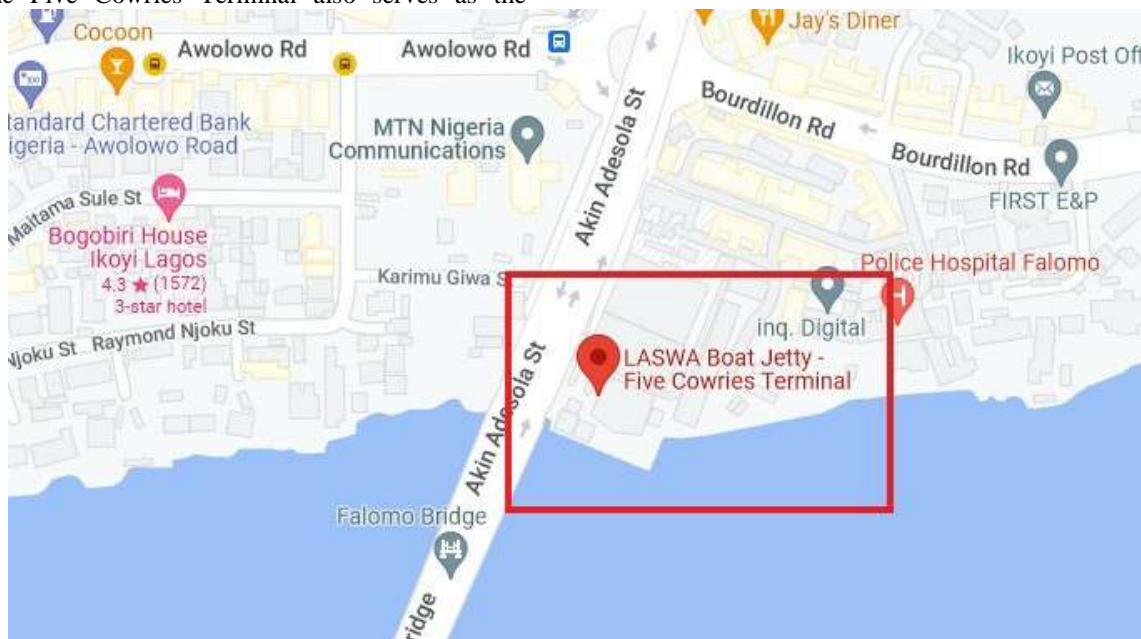 Five Cowries Terminal also serves as the
Cocoon
Awolowo Rd
Awolowo Rd
Jay's Diner
Ikoyi Post Off
tandard Chartered Bank
igeria - Awolowo Road
MTN Nigeria
Communications
Akin Adesola St
Bourdillon Rd
Bourdillon Rd
FIRST E&P
Maitama Sule St
Bogobiri House
Ikoyi Lagos
4.3 ★ (1572)
3-star hotel
Karimu Giwa S
Police Hospital Falomo
inq. Digital
Njoku St
Raymond Njoku St
LASWA Boat Jetty -
Five Cowries Terminal
Akin Adesola St
Falomo Bridge
ridge